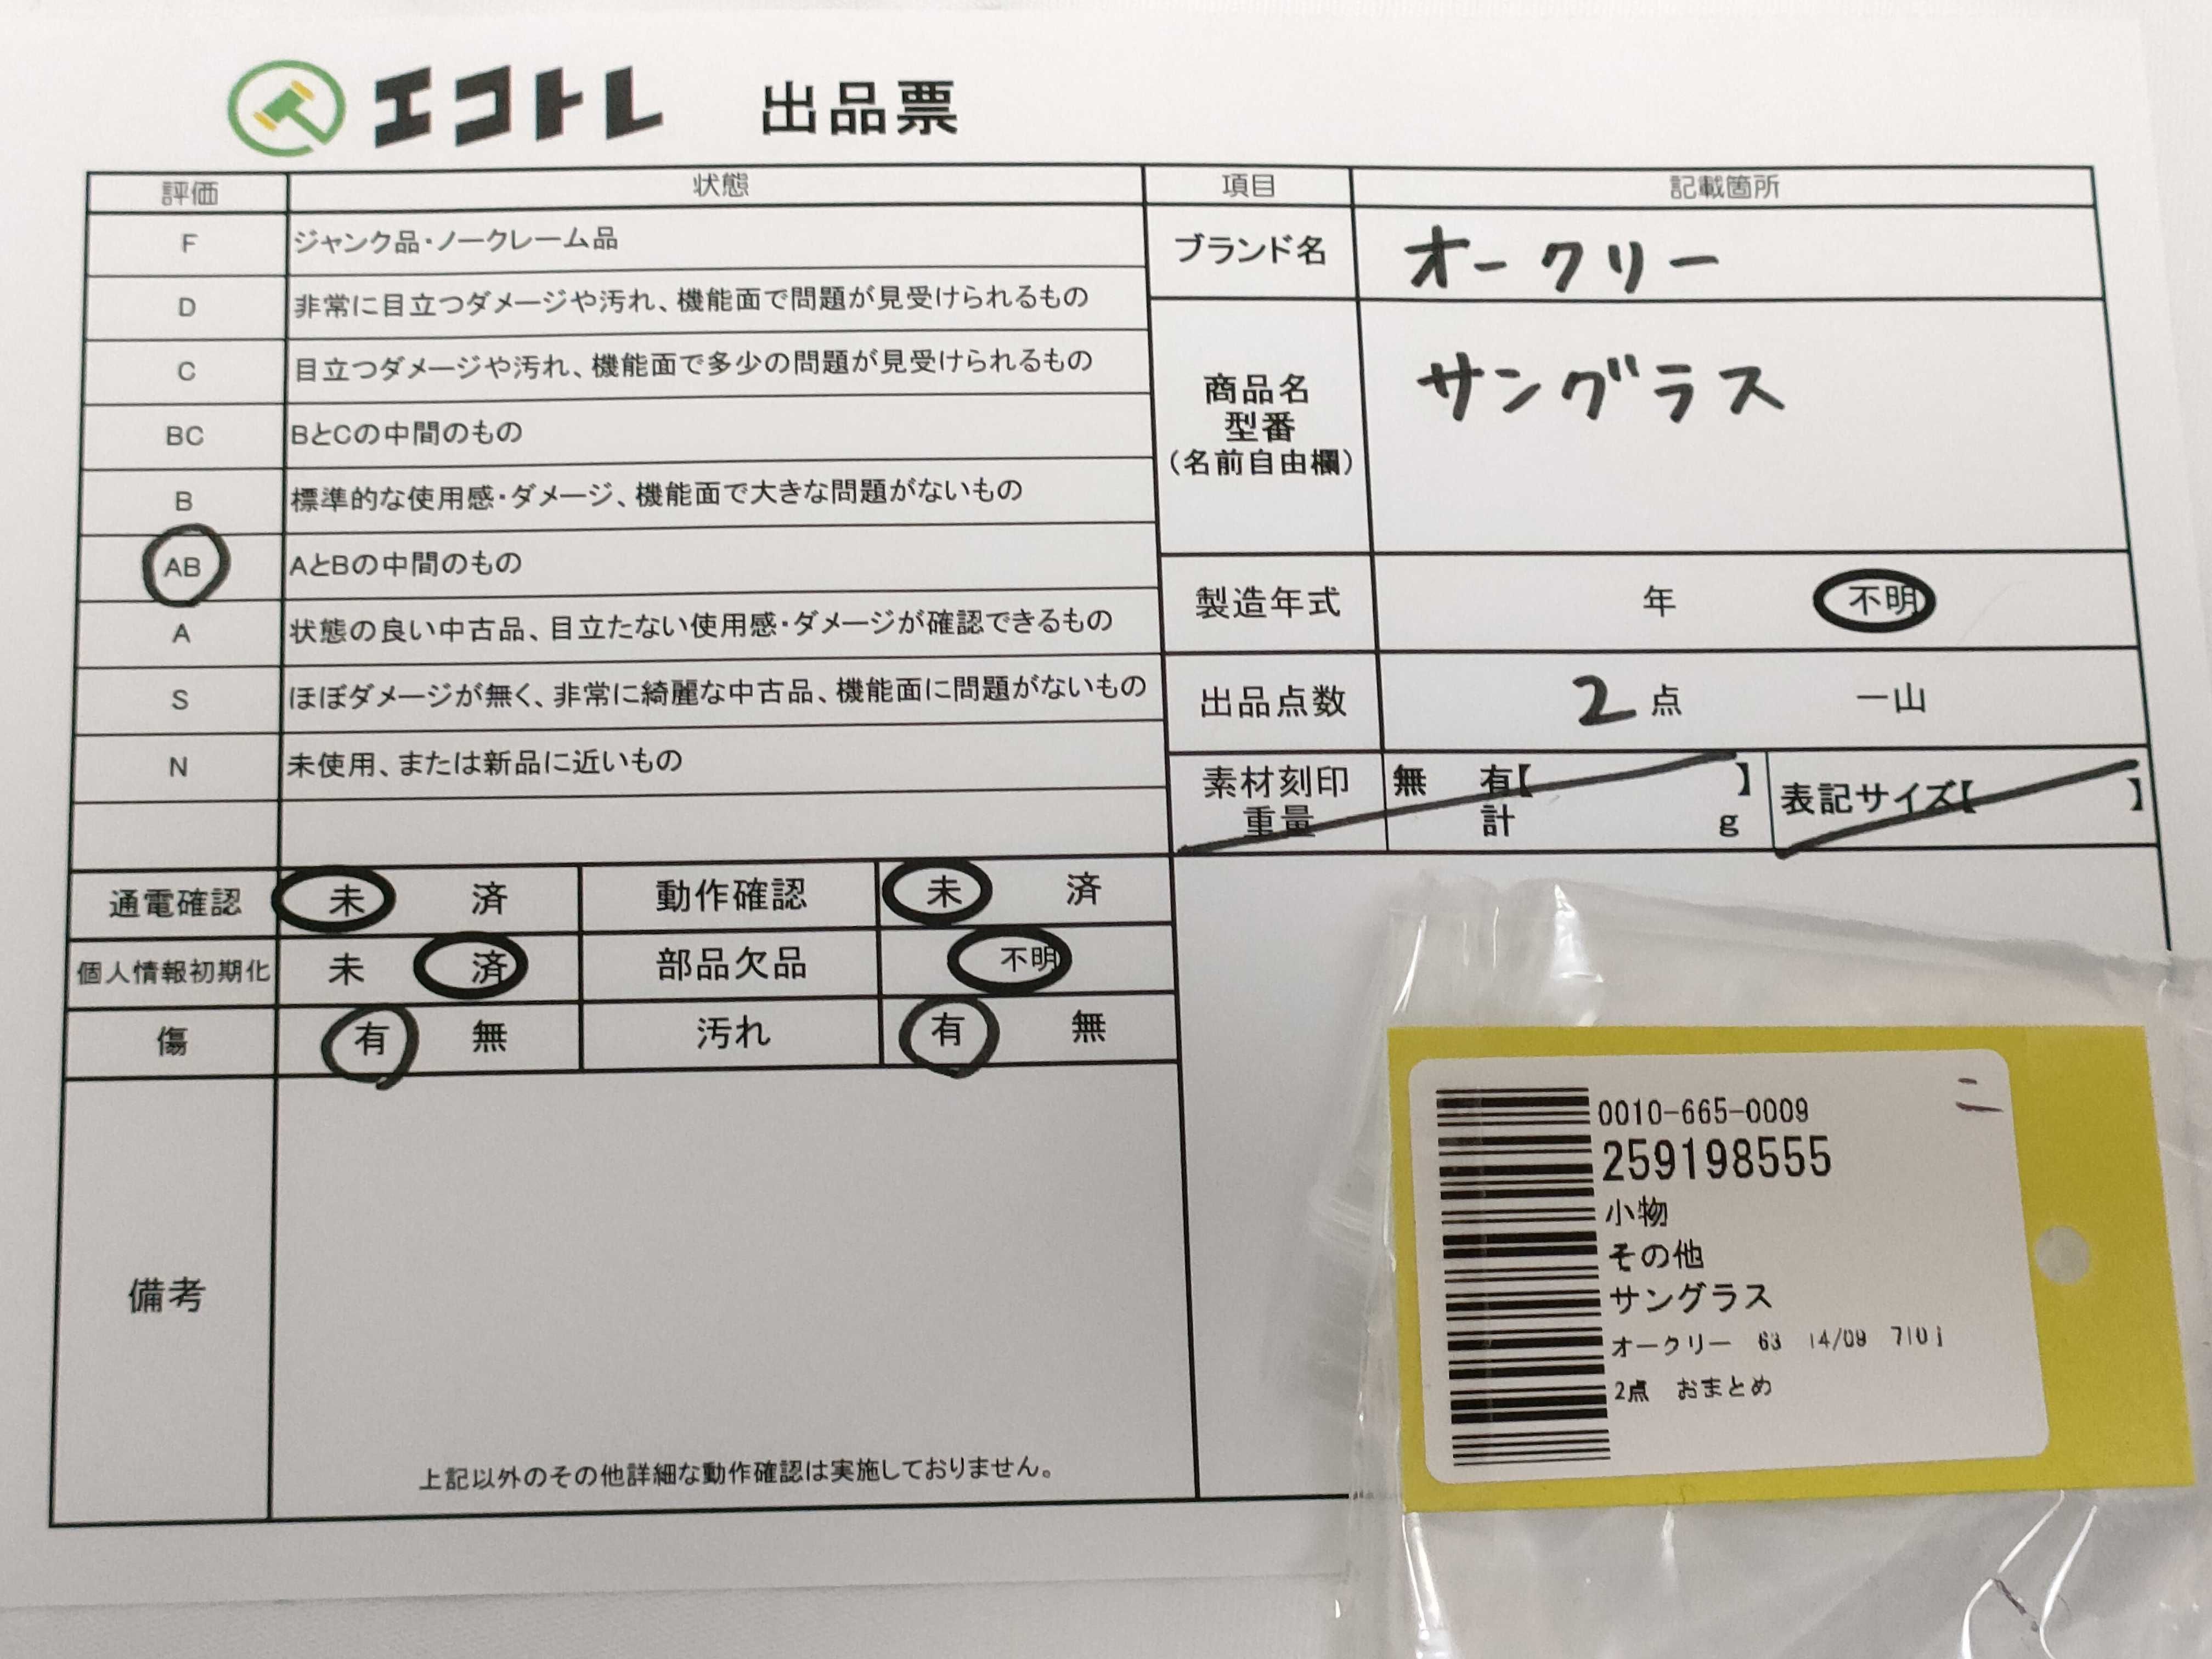 エコトレ 出品票
評価 状態 項目 記載箇所
F ジャンク品・ノークレーム品
D 非常に目立つダメージや汚れ、機能面で問題が見受けられるもの
C 目立つダメージや汚れ、機能面で多少の問題が見受けられるもの
BC BとCの中間のもの
B 標準的な使用感・ダメージ、機能面で大きな問題がないもの
AB AとBの中間のもの
A 状態の良い中古品、目立たない使用感・ダメージが確認できるもの
S ほぼダメージが無く、非常に綺麗な中古品、機能面に問題がないもの
N 未使用、または新品に近いもの
ブランド名 オークリー
商品名
型番
(名前自由欄)
サングラス
製造年式 年 不明
出品点数 2点 一山
素材刻印 無 有【 】
重量 計 g
表記サイズ【 】
通電確認 未 済 動作確認 未 済
個人情報初期化 未 済 部品欠品 不明
傷 有 無 汚れ 有 無
備考
上記以外のその他詳細な動作確認は実施しておりません。
ニ
0010-665-0009
259198555
小物
その他
サングラス
オークリー 63 14/09
2点 おまとめ